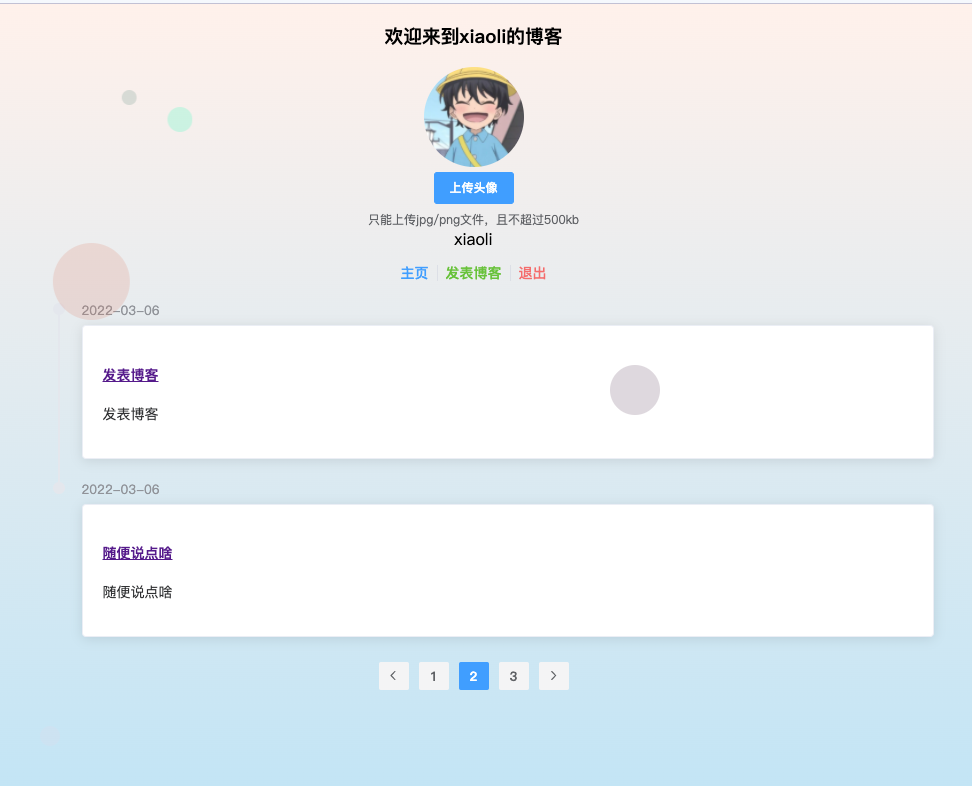 欢迎来到xiaoli的博客
上传头像
只能上传jpg/png文件，且不超过500kb
xiaoli
主页 发表博客 退出
2022-03-06
发表博客
发表博客
2022-03-06
随便说点啥
随便说点啥
1 2 3